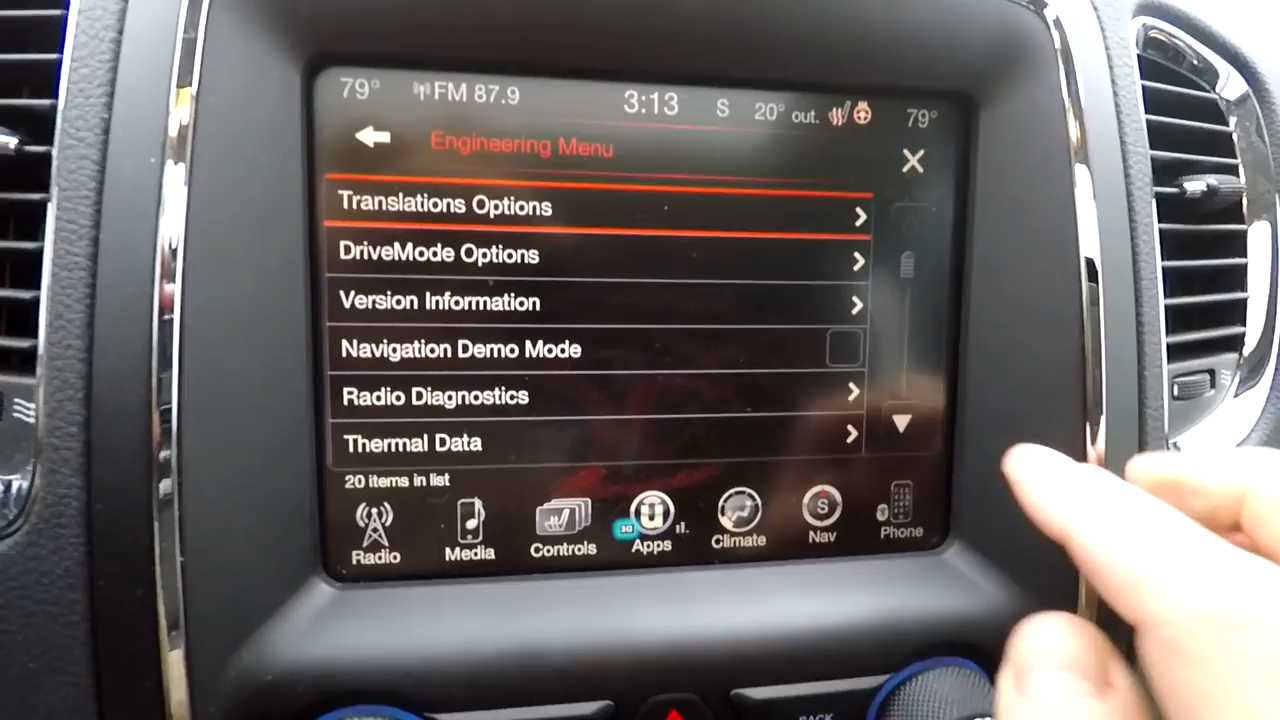 79° FM 87.9 3:13 S 20° out. 79°
Engineering Menu
Translations Options
DriveMode Options
Version Information
Navigation Demo Mode
Radio Diagnostics
Thermal Data
20 items in list
Radio Media Controls 3G Apps Climate S Nav Phone
BACK